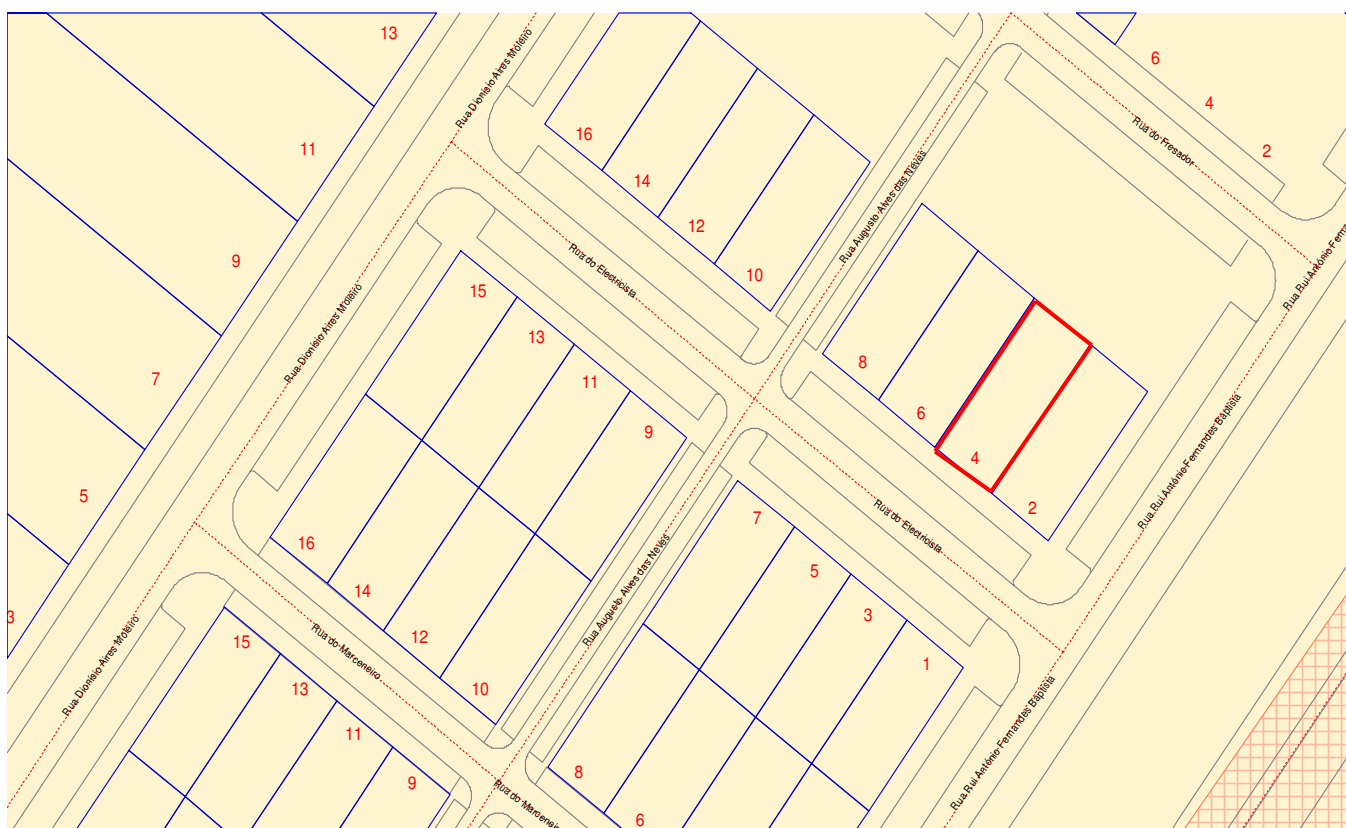 13
Rua Dionísio Aires Moleiro
6
4
Rua do Fresador
2
16
11
14
Rua Augusto Alves das Neves
12
9
Rua do Electricista
10
Rua Rui António Ferna
15
13
Rua Dionísio Aires Moleiro
11
8
7
6
9
4
Rua Rui António Fernandes Baptista
5
7
2
Rua do Electricista
16
5
14
Rua Augusto Alves das Neves
3
3
12
15
Rua do Marceneiro
1
Rua Dionísio Aires Moleiro
13
10
11
Rua Rui António Fernandes Baptista
9
8
Rua do Marceneiro
6